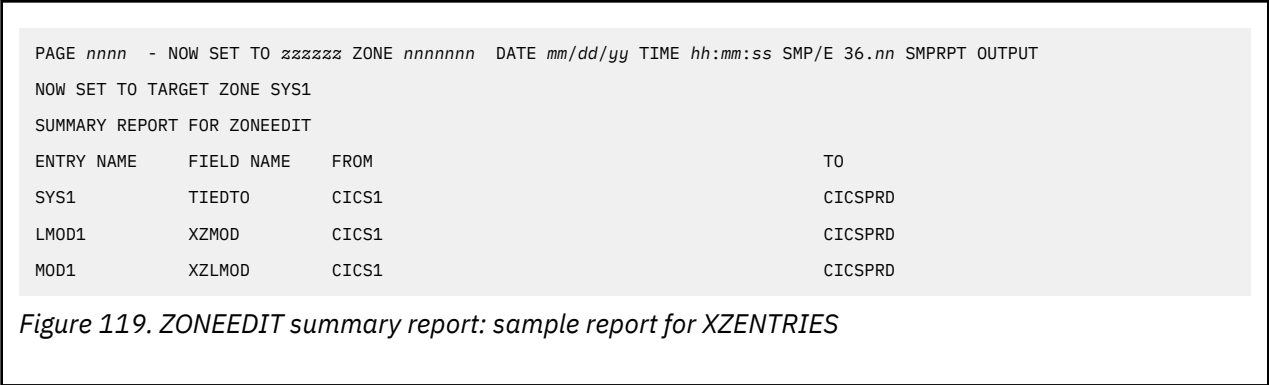 PAGE nnnn - NOW SET TO zzzzzz ZONE nnnnnnn DATE mm/dd/yy TIME hh:mm:ss SMP/E 36.nn SMPRPT OUTPUT
NOW SET TO TARGET ZONE SYS1
SUMMARY REPORT FOR ZONEEDIT
ENTRY NAME FIELD NAME FROM TO
SYS1 TIEDTO CICS1 CICSPRD
LMOD1 XZMOD CICS1 CICSPRD
MOD1 XZLMOD CICS1 CICSPRD
Figure 119. ZONEEDIT summary report: sample report for XZENTRIES